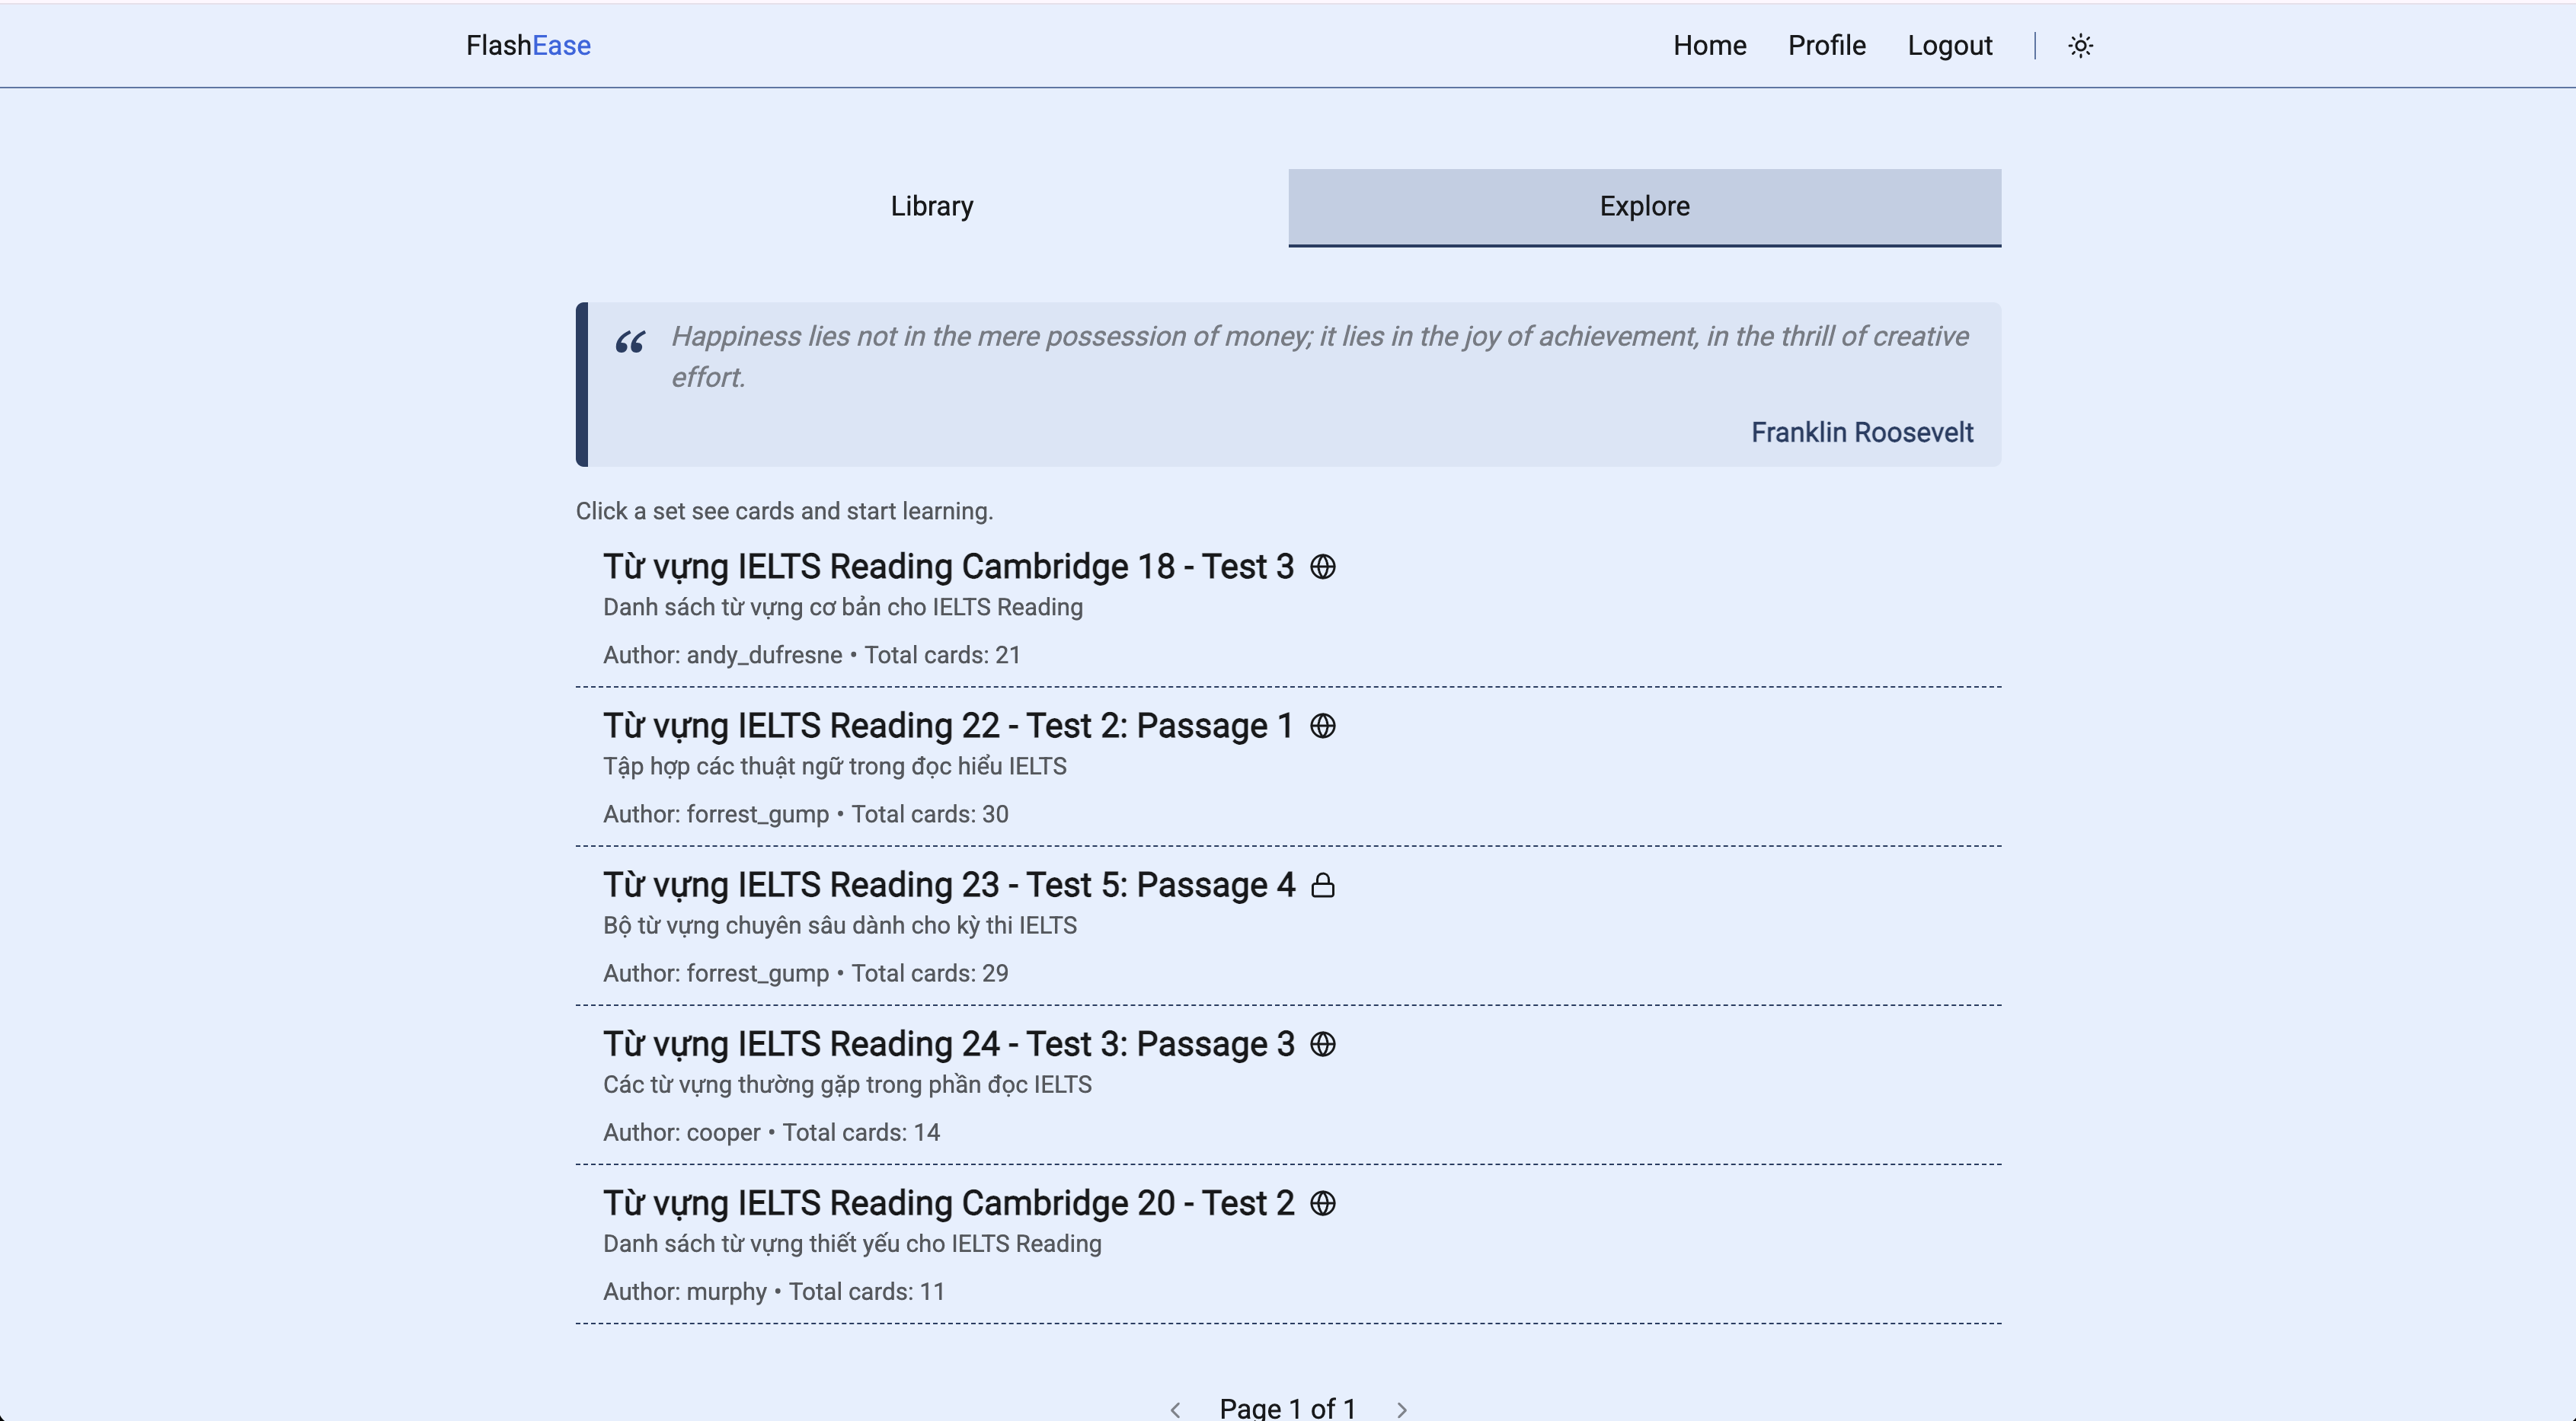 FlashEase
Home Profile Logout
Library Explore
Happiness lies not in the mere possession of money; it lies in the joy of achievement, in the thrill of creative
effort.
Franklin Roosevelt
Click a set see cards and start learning.
Từ vựng IELTS Reading Cambridge 18 - Test 3
Danh sách từ vựng cơ bản cho IELTS Reading
Author: andy_dufresne • Total cards: 21
Từ vựng IELTS Reading 22 - Test 2: Passage 1
Tập hợp các thuật ngữ trong đọc hiểu IELTS
Author: forrest_gump • Total cards: 30
Từ vựng IELTS Reading 23 - Test 5: Passage 4
Bộ từ vựng chuyên sâu dành cho kỳ thi IELTS
Author: forrest_gump • Total cards: 29
Từ vựng IELTS Reading 24 - Test 3: Passage 3
Các từ vựng thường gặp trong phần đọc IELTS
Author: cooper • Total cards: 14
Từ vựng IELTS Reading Cambridge 20 - Test 2
Danh sách từ vựng thiết yếu cho IELTS Reading
Author: murphy • Total cards: 11
Page 1 of 1